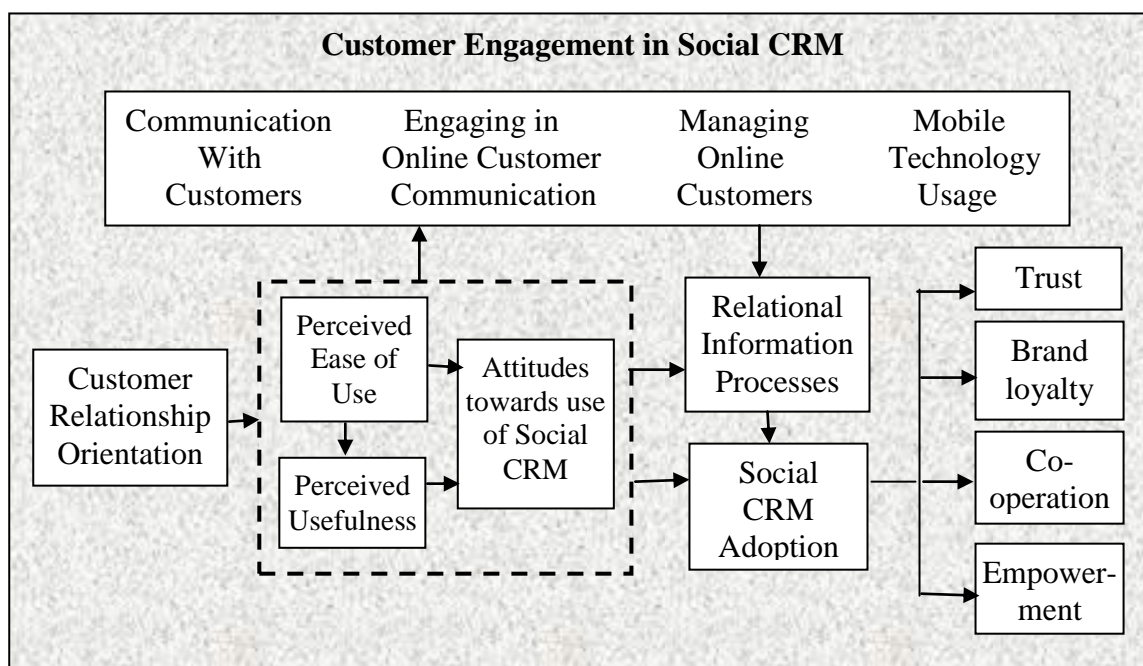 Customer Engagement in Social CRM
Communication
With
Customers
Engaging in
Online Customer
Communication
Managing
Online
Customers
Mobile
Technology
Usage
Customer
Relationship
Orientation
Perceived
Ease of
Use
Perceived
Usefulness
Attitudes
towards use
of Social
CRM
Relational
Information
Processes
Social
CRM
Adoption
Trust
Brand
loyalty
Co-
operation
Empower-
ment